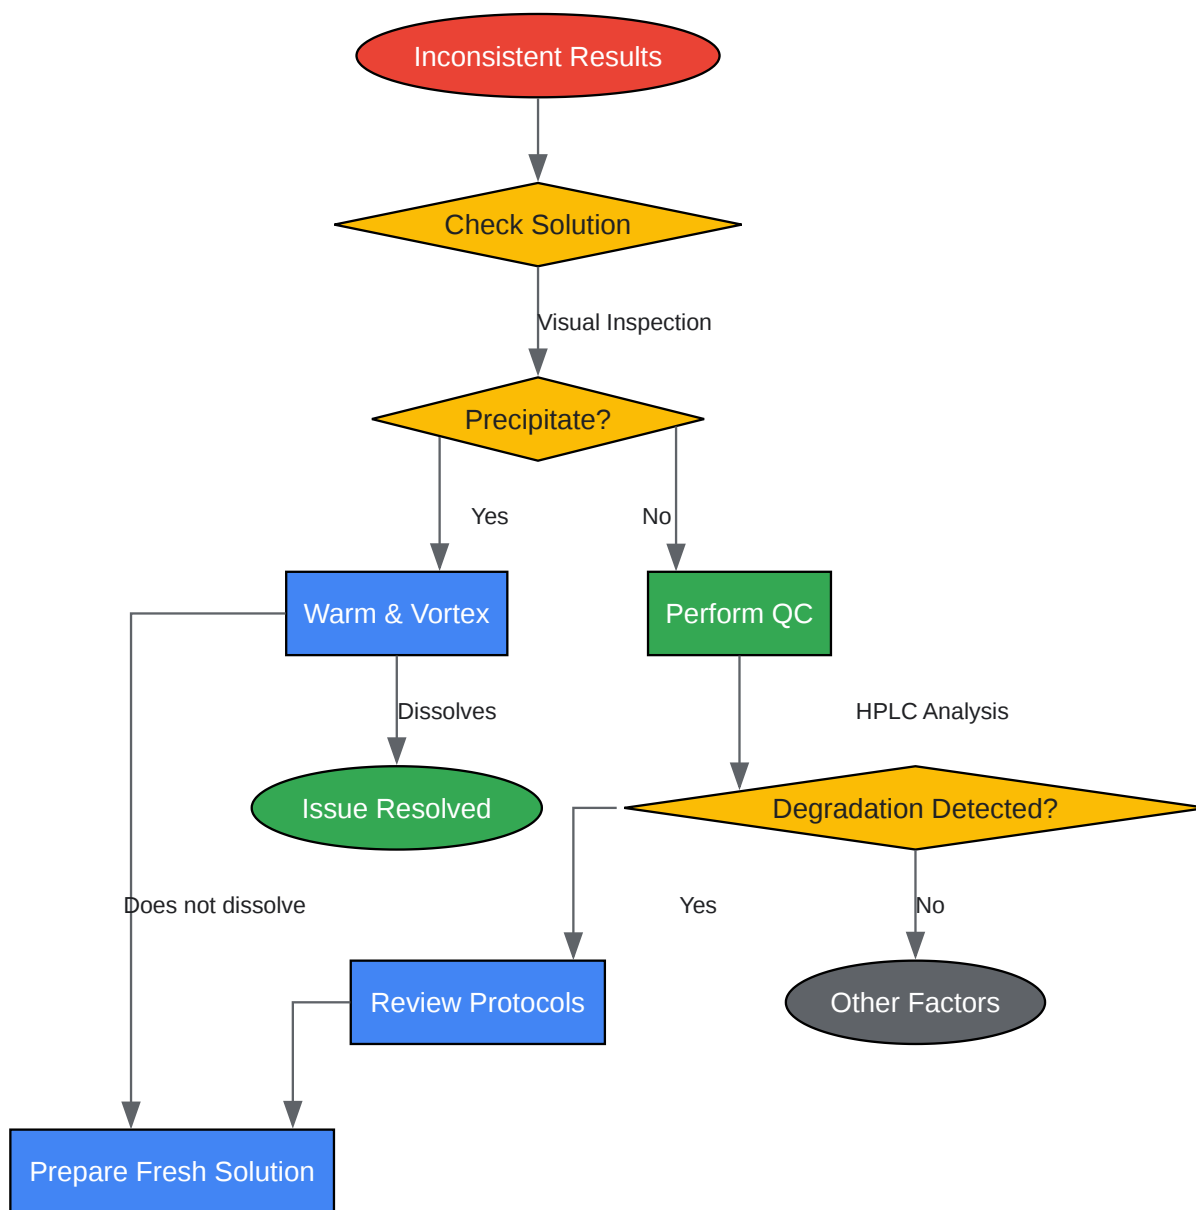 Inconsistent Results
Check Solution
Visual Inspection
Precipitate?
Yes
No
Warm & Vortex
Perform QC
Dissolves
HPLC Analysis
Issue Resolved
Degradation Detected?
Does not dissolve
Yes
No
Review Protocols
Other Factors
Prepare Fresh Solution